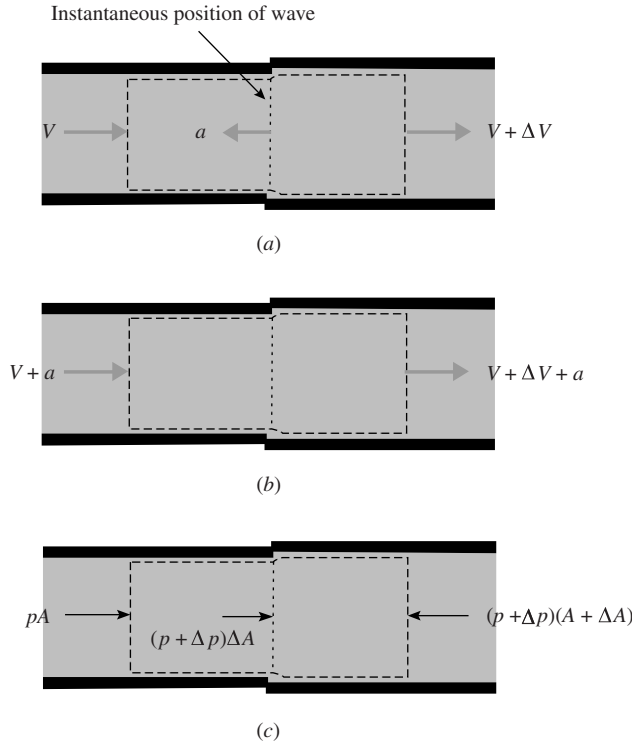 Instantaneous position of wave
V
a
V + ΔV
(a)
V + a
V + ΔV + a
(b)
pA
(p + Δp)ΔA
(p + Δp)(A + ΔA)
(c)